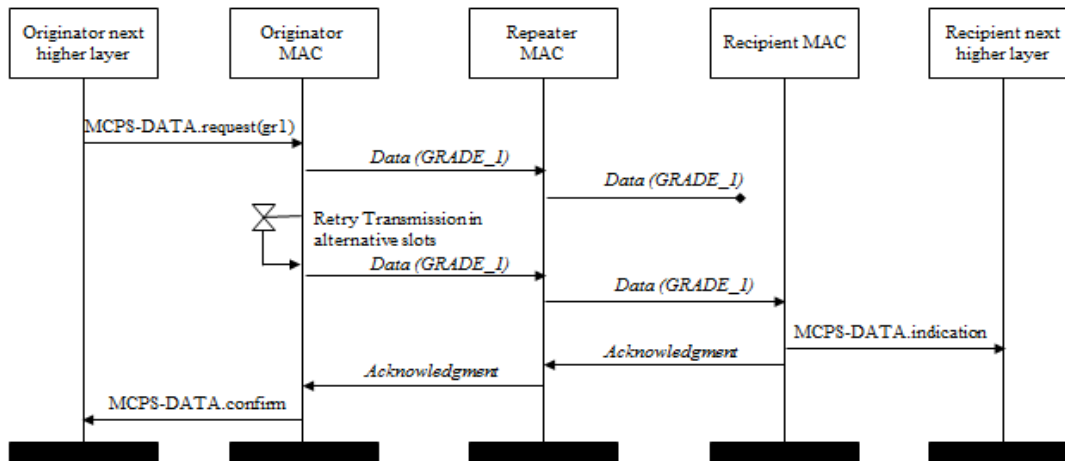 Originator next
higher layer
Originator
MAC
Repeater
MAC
Recipient MAC
Recipient next
higher layer
MCPS-DATA.request(gr1)
Data (GRADE_1)
Data (GRADE_1)
Retry Transmission in
alternative slots
Data (GRADE_1)
Data (GRADE_1)
MCPS-DATA.indication
Acknowledgment
Acknowledgment
MCPS-DATA.confirm